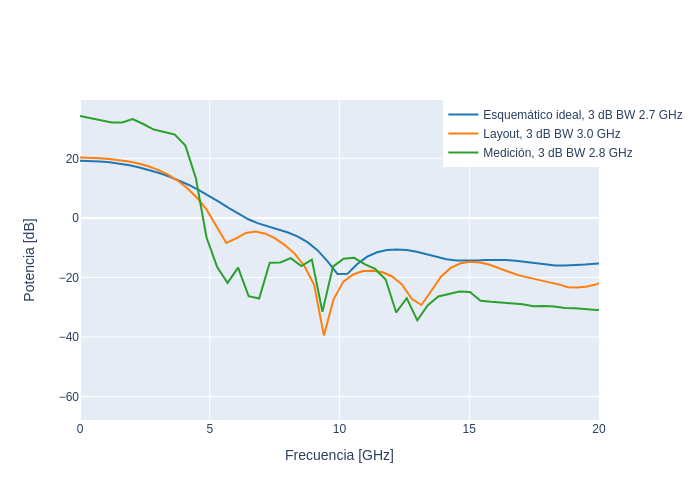 Esquemático ideal, 3 dB BW 2.7 GHz
Layout, 3 dB BW 3.0 GHz
Medición, 3 dB BW 2.8 GHz
20
0
−20
−40
−60
Potencia [dB]
0 5 10 15 20
Frecuencia [GHz]